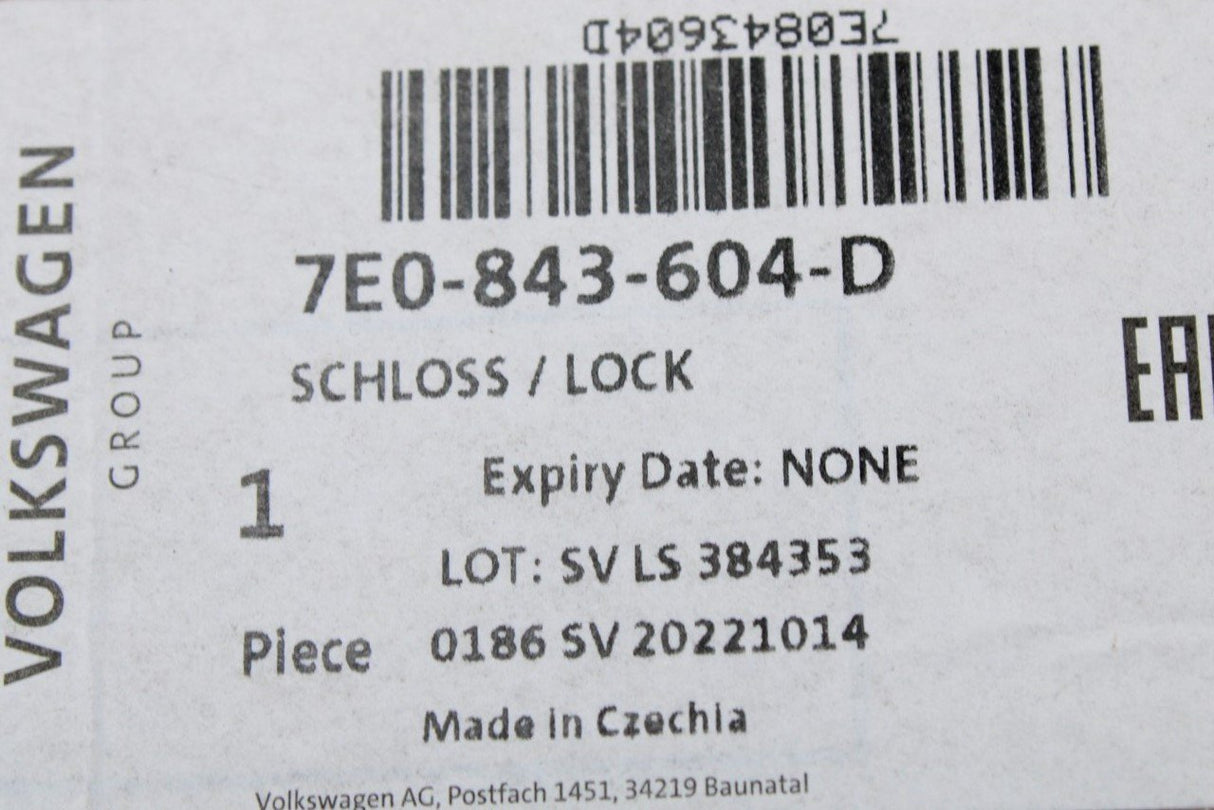 7E0843604D
7E0-843-604-D
SCHLOSS / LOCK
Expiry Date: NONE
1
LOT: SV LS 384353
Piece 0186 SV 20221014
Made in Czechia
Volkswagen AG, Postfach 1451, 34219 Baunatal
VOLKSWAGEN
GROUP